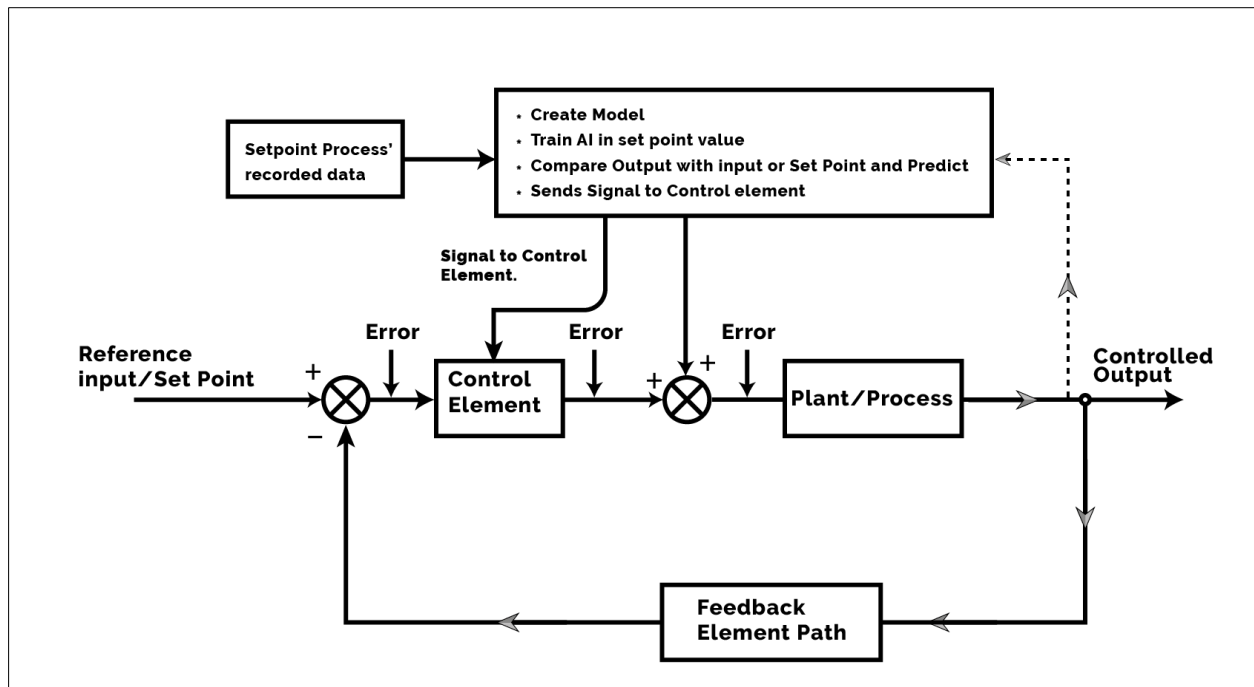 ⋆ Create Model
⋆ Train AI in set point value
⋆ Compare Output with input or Set Point and Predict
⋆ Sends Signal to Control element
Setpoint Process'
recorded data
Signal to Control
Element.
Error
Error
Error
Reference
input/Set Point
+
−
Control
Element
+
+
Plant/Process
Controlled
Output
Feedback
Element Path